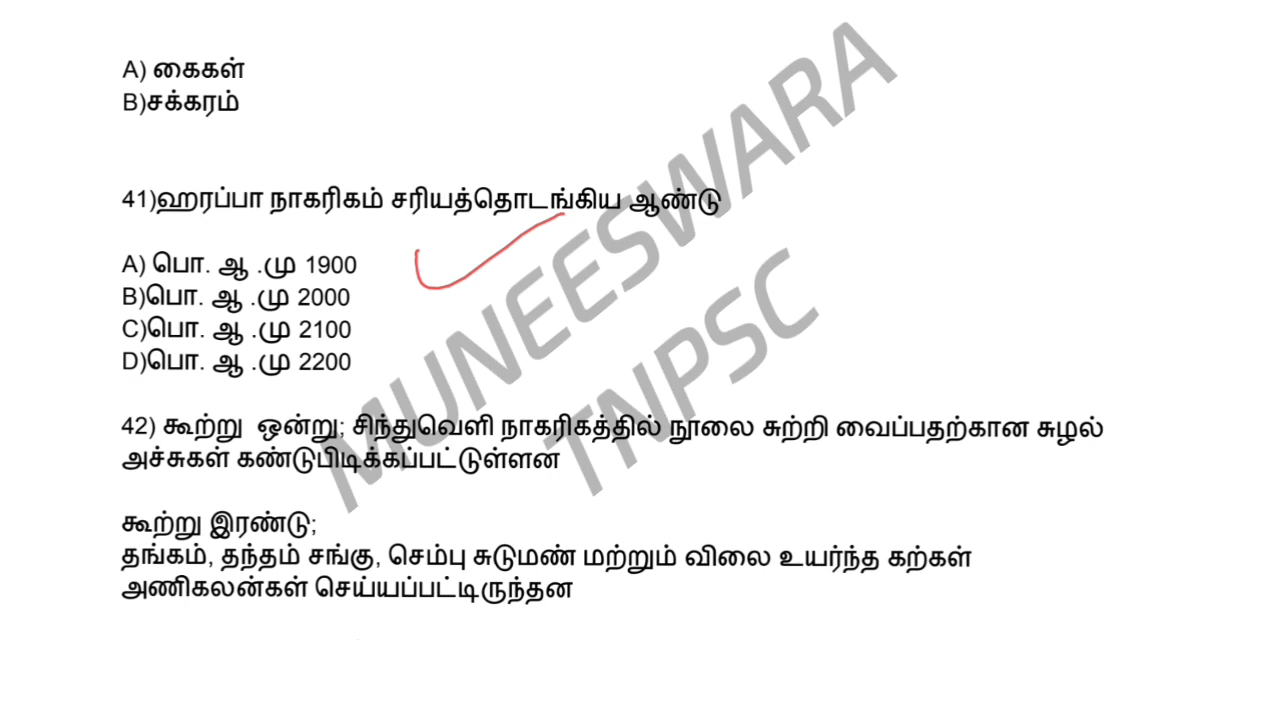 A) கைகள்
B)சக்கரம்
41)ஹரப்பா நாகரிகம் சரியத்தொடங்கிய ஆண்டு
A) பொ. ஆ .மு 1900
B)பொ. ஆ .மு 2000
C)பொ. ஆ .மு 2100
D)பொ. ஆ .மு 2200
42) கூற்று ஒன்று; சிந்துவெளி நாகரிகத்தில் நூலை சுற்றி வைப்பதற்கான சுழல்
அச்சுகள் கண்டுபிடிக்கப்பட்டுள்ளன
கூற்று இரண்டு;
தங்கம், தந்தம் சங்கு, செம்பு சுடுமண் மற்றும் விலை உயர்ந்த கற்கள்
அணிகலன்கள் செய்யப்பட்டிருந்தன
MUNEESWARA
TNPSC